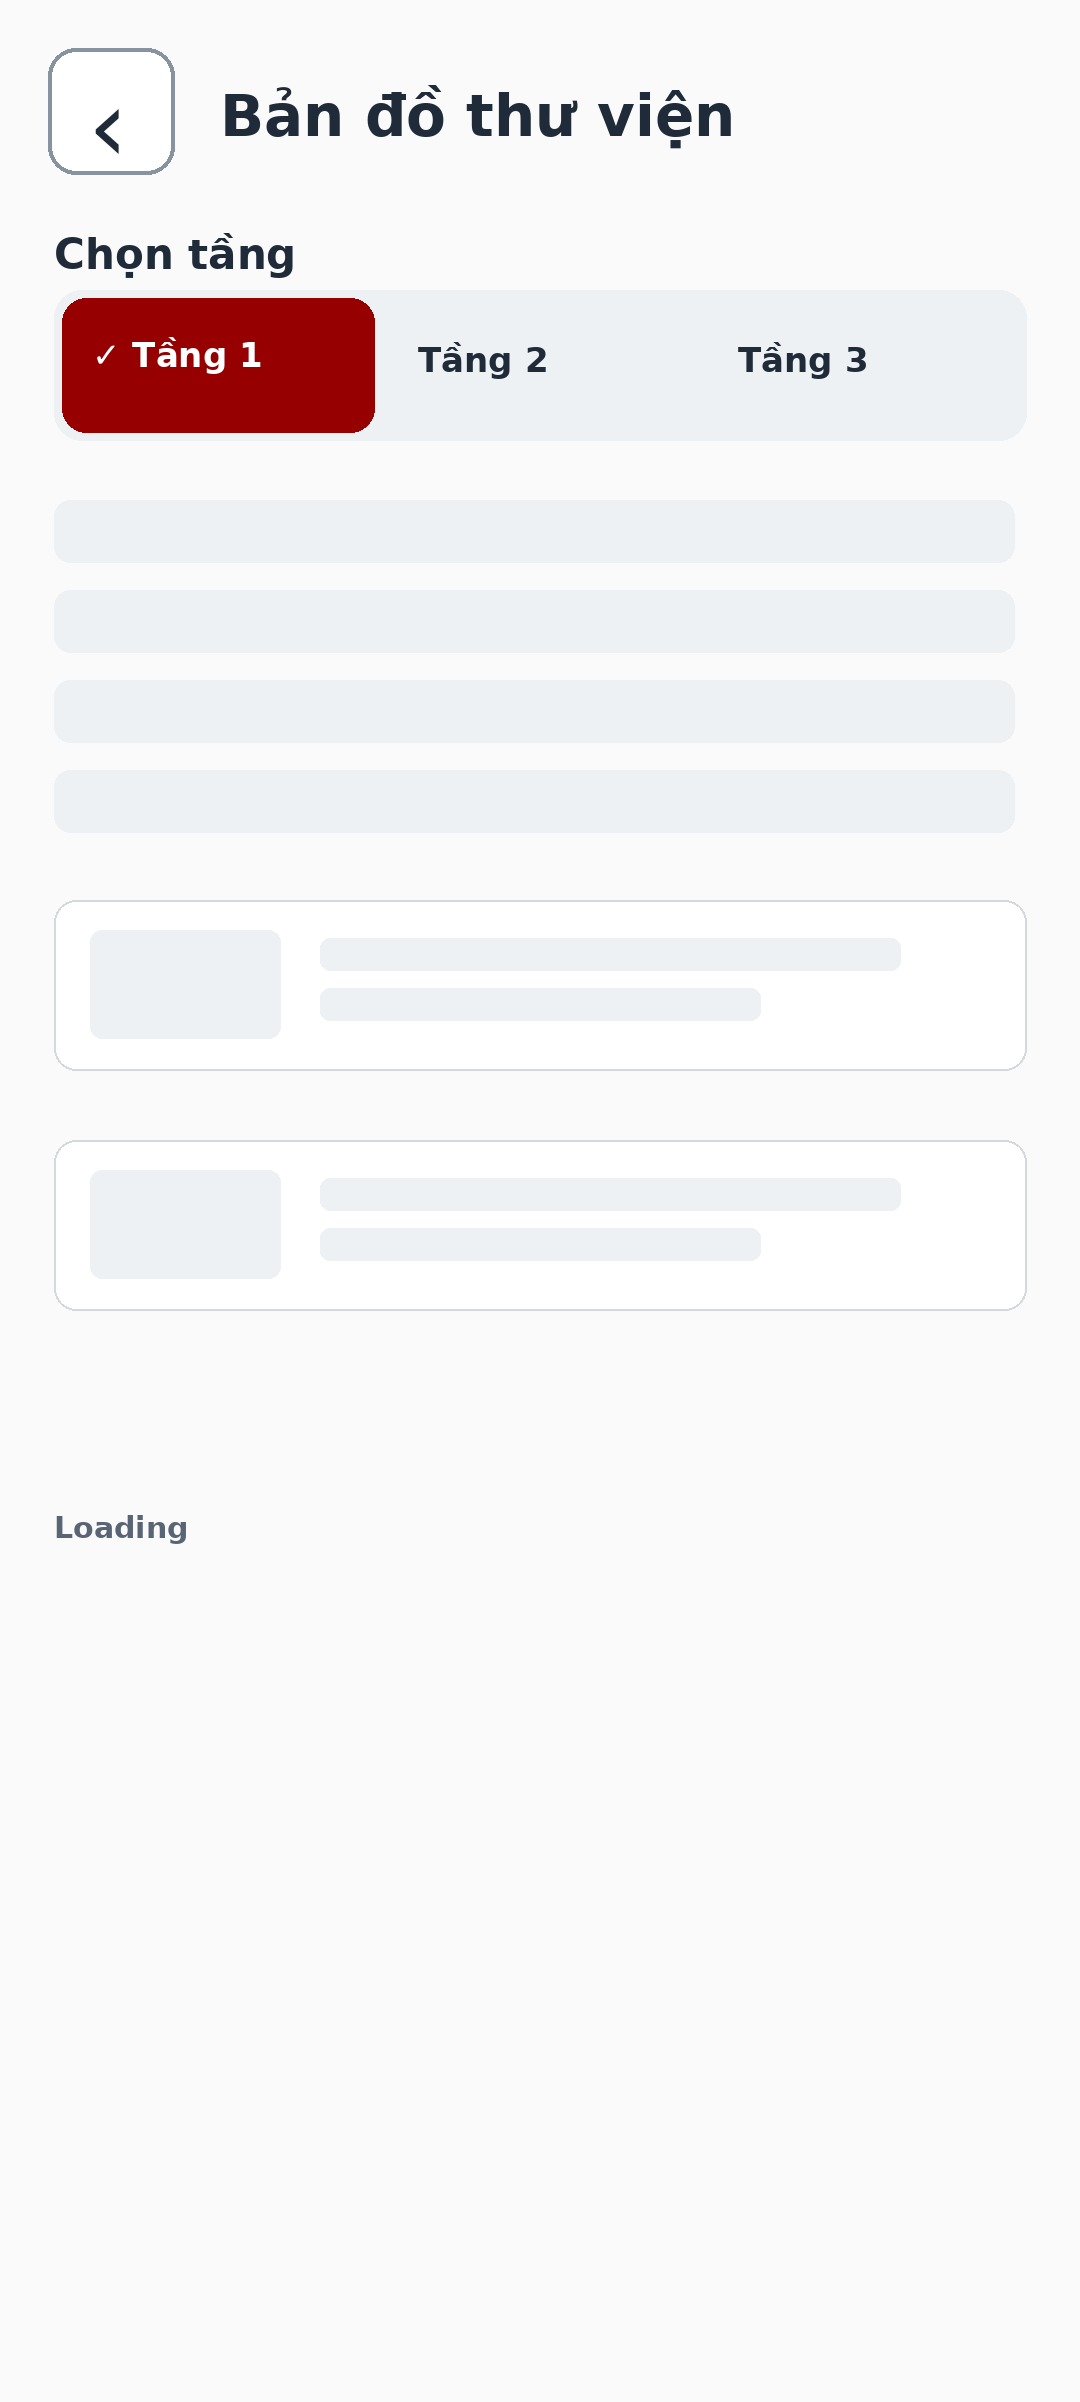 Bản đồ thư viện
Chọn tầng
✓ Tầng 1
Tầng 2
Tầng 3
Loading